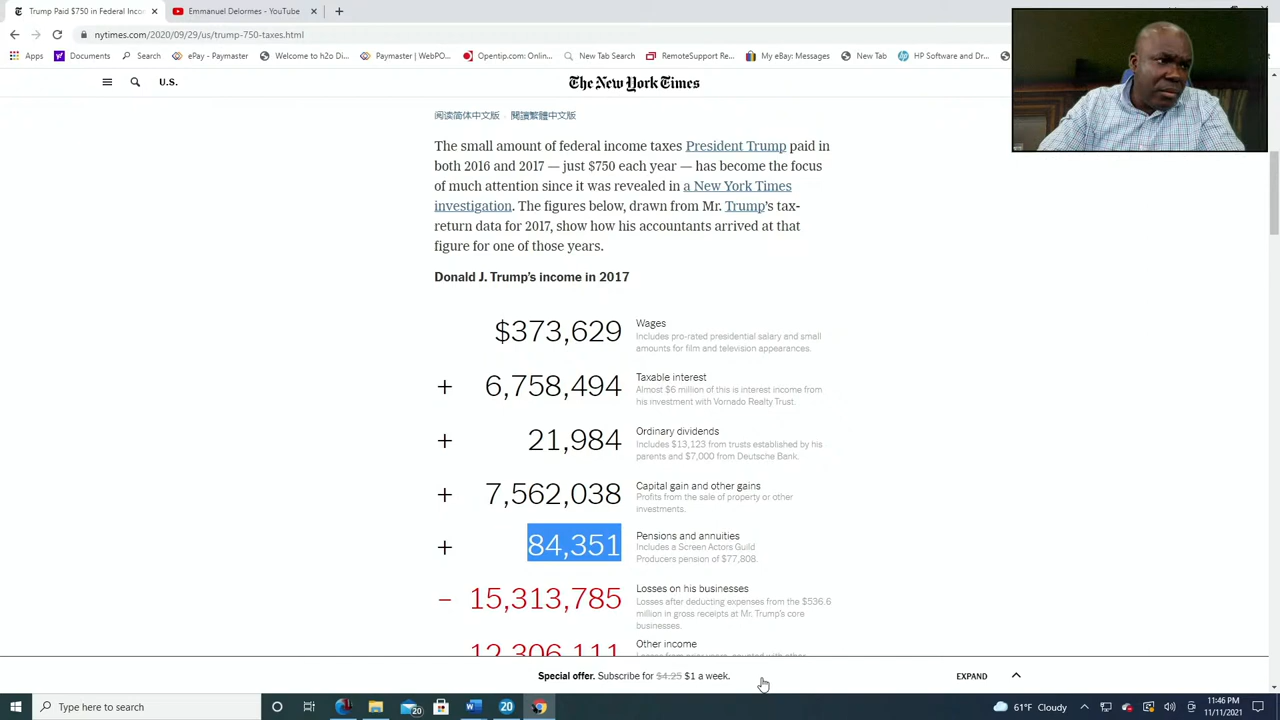 Trump Paid $750 in Federal Inco
Emmanuel Delormes - YouTube
nytimes.com/2020/09/29/us/trump-750-taxes.html
Apps
Documents
Search
ePay - Paymaster
Welcome to h2o Di...
Paymaster | WebPO...
Opentip.com: Onlin...
New Tab Search
RemoteSupport Re...
My eBay: Messages
New Tab
HP Software and Dr...
U.S.
The New York Times
阅读简体中文版
閱讀繁體中文版
The small amount of federal income taxes President Trump paid in
both 2016 and 2017 — just $750 each year — has become the focus
of much attention since it was revealed in a New York Times
investigation. The figures below, drawn from Mr. Trump's tax-
return data for 2017, show how his accountants arrived at that
figure for one of those years.
Donald J. Trump's income in 2017
$373,629
Wages
Includes pro-rated presidential salary and small
amounts for film and television appearances.
+ 6,758,494
Taxable interest
Almost $6 million of this is interest income from
his investment with Vornado Realty Trust.
+ 21,984
Ordinary dividends
Includes $13,123 from trusts established by his
parents and $7,000 from Deutsche Bank.
+ 7,562,038
Capital gain and other gains
Profits from the sale of property or other
investments.
+ 84,351
Pensions and annuities
Includes a Screen Actors Guild
Producers pension of $77,808.
− 15,313,785
Losses on his businesses
Losses after deducting expenses from the $536.6
million in gross receipts at Mr. Trump's core
businesses.
12,306,111
Other income
Special offer. Subscribe for $4.25 $1 a week.
EXPAND
Type here to search
20
61°F Cloudy
11:46 PM
11/11/2021